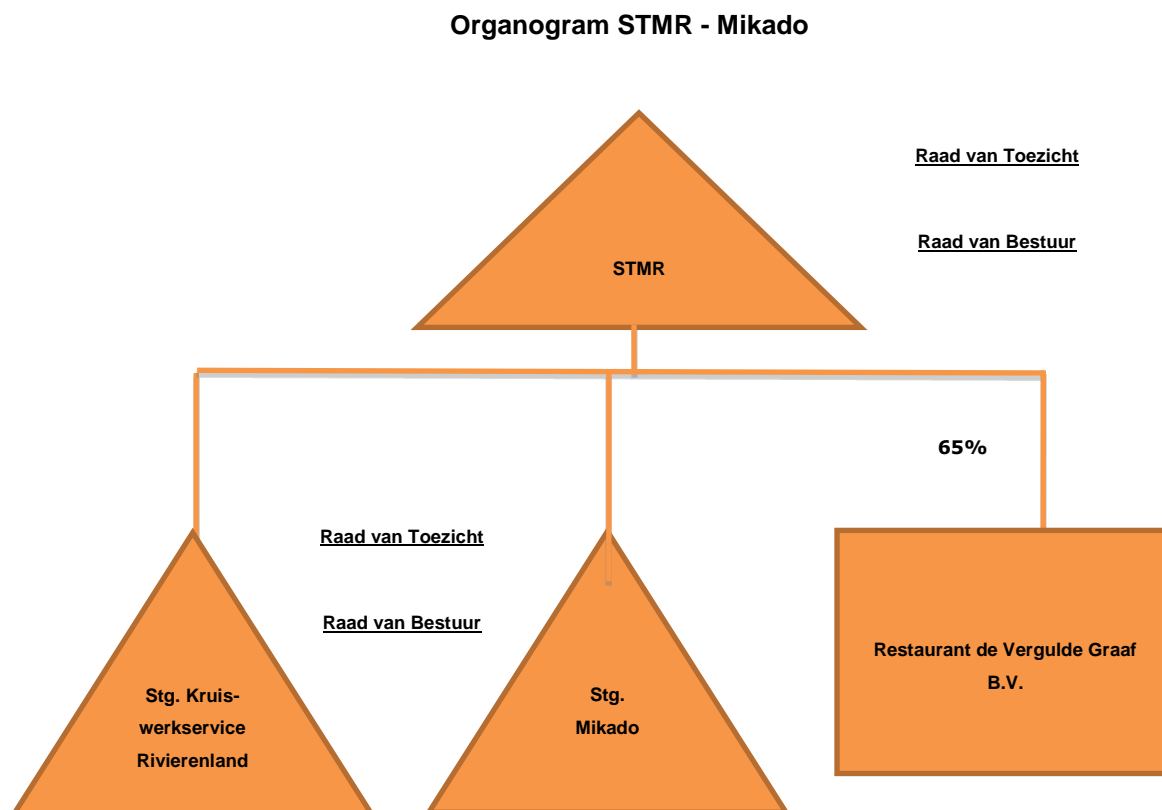 Organogram STMR - Mikado
Raad van Toezicht
Raad van Bestuur
STMR
65%
Raad van Toezicht
Raad van Bestuur
Stg. Kruis-
werkservice
Rivierenland
Stg.
Mikado
Restaurant de Vergulde Graaf
B.V.